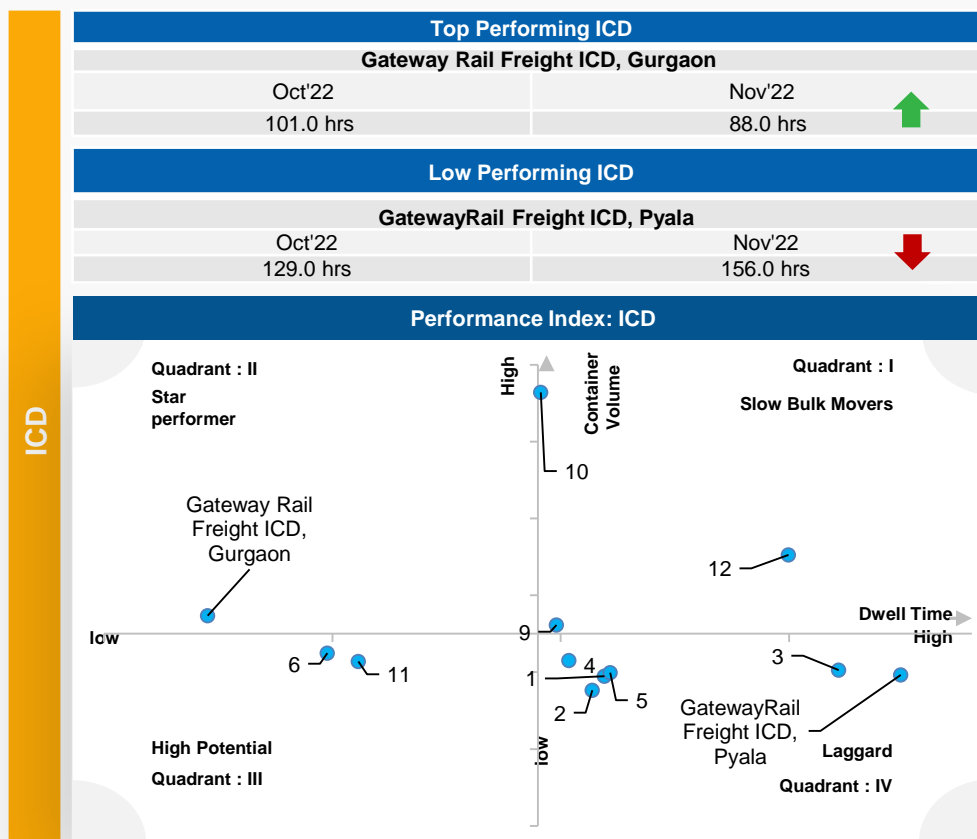 ICD
Top Performing ICD
Gateway Rail Freight ICD, Gurgaon
Oct'22 Nov'22
101.0 hrs 88.0 hrs
Low Performing ICD
GatewayRail Freight ICD, Pyala
Oct'22 Nov'22
129.0 hrs 156.0 hrs
Performance Index: ICD
Quadrant : II
Star
performer
High
Container
Volume
Quadrant : I
Slow Bulk Movers
10
Gateway Rail
Freight ICD,
Gurgaon
12
9
Dwell Time
High
low
6
11
1
4
3
2
5
GatewayRail
Freight ICD,
Pyala
low
High Potential
Quadrant : III
Laggard
Quadrant : IV